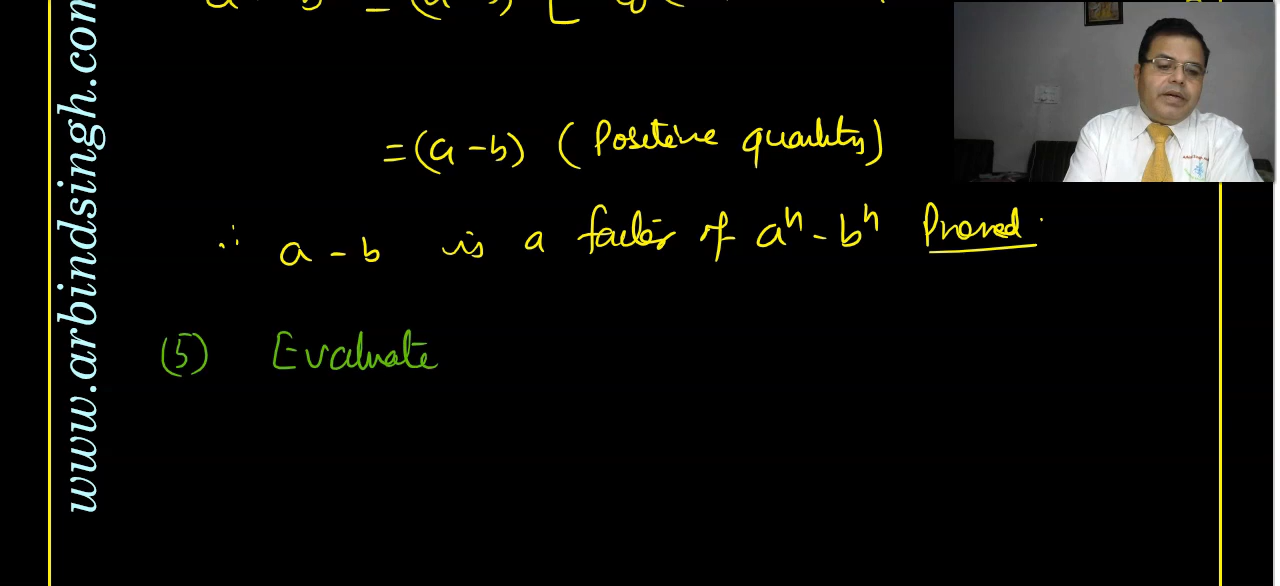 = (a - b) ( Positive quantity)
∴ a - b is a factor of aⁿ - bⁿ Proved.
(5) Evaluate
www.arbindsingh.com